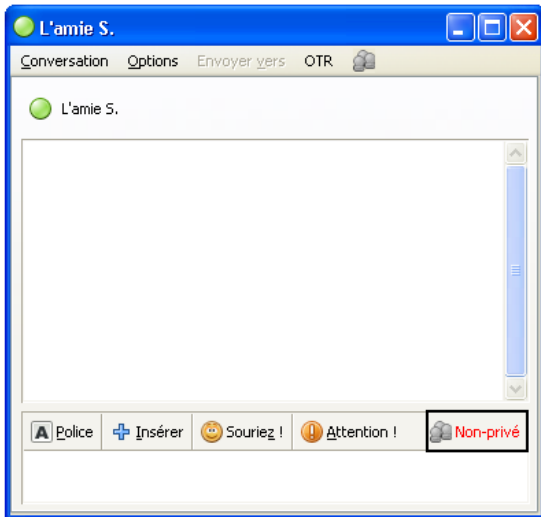 L'amie S.
Conversation Options Envoyer vers OTR
L'amie S.
A Police Insérer Souriez ! Attention ! Non-privé